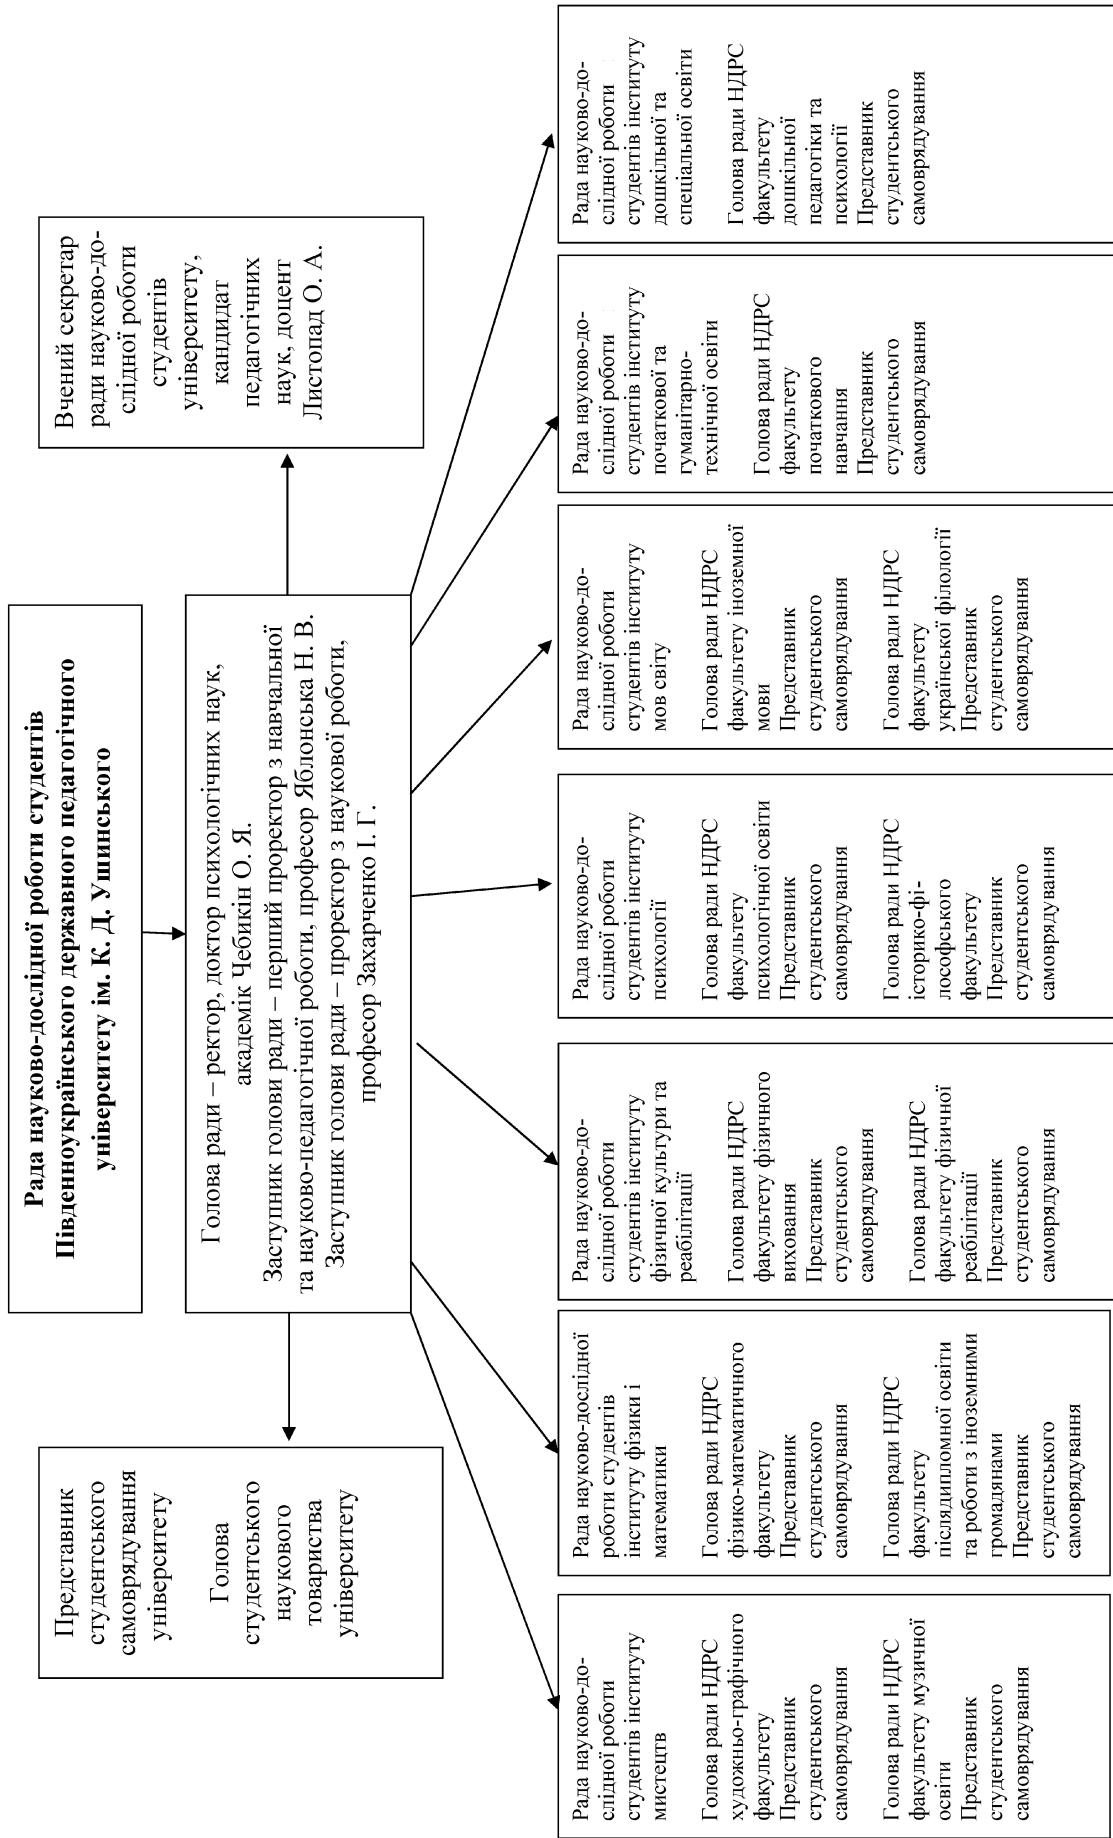 Рада науково-дослідної роботи студентів
Південноукраїнського державного педагогічного
університету ім. К. Д. Ушинського
Представник
студентського
самоврядування
університету
Голова
студентського
наукового
товариства
університету
Голова ради – ректор, доктор психологічних наук,
академік Чебикін О. Я.
Заступник голови ради – перший проректор з навчальної
та науково-педагогічної роботи, професор Яблонська Н. В.
Заступник голови ради – проректор з наукової роботи,
професор Захарченко І. Г.
Вчений секретар
ради науково-до-
слідної роботи
студентів
університету,
кандидат
педагогічних
наук, доцент
Листопад О. А.
Рада науково-до-
слідної роботи
студентів інституту
мистецтв
Голова ради НДРС
художньо-графічного
факультету
Представник
студентського
самоврядування
Голова ради НДРС
факультету музичної
освіти
Представник
студентського
самоврядування
Рада науково-дослідної
роботи студентів
інституту фізики і
математики
Голова ради НДРС
фізико-математичного
факультету
Представник
студентського
самоврядування
Голова ради НДРС
факультету
післядипломної освіти
та роботи з іноземними
громадянами
Представник
студентського
самоврядування
Рада науково-до-
слідної роботи
студентів інституту
фізичної культури та
реабілітації
Голова ради НДРС
факультету фізичного
виховання
Представник
студентського
самоврядування
Голова ради НДРС
факультету фізичної
реабілітації
Представник
студентського
самоврядування
Рада науково-до-
слідної роботи
студентів інституту
психології
Голова ради НДРС
факультету
психологічної освіти
Представник
студентського
самоврядування
Голова ради НДРС
історико-фі-
лософського
факультету
Представник
студентського
самоврядування
Рада науково-до-
слідної роботи
студентів інституту
мов світу
Голова ради НДРС
факультету іноземної
мови
Представник
студентського
самоврядування
Голова ради НДРС
факультету
української філології
Представник
студентського
самоврядування
Рада науково-до-
слідної роботи
студентів інституту
початкової та
гуманітарно-
технічної освіти
Голова ради НДРС
факультету
початкового
навчання
Представник
студентського
самоврядування
Рада науково-до-
слідної роботи
студентів інституту
дошкільної та
спеціальної освіти
Голова ради НДРС
факультету
дошкільної
педагогіки та
психології
Представник
студентського
самоврядування